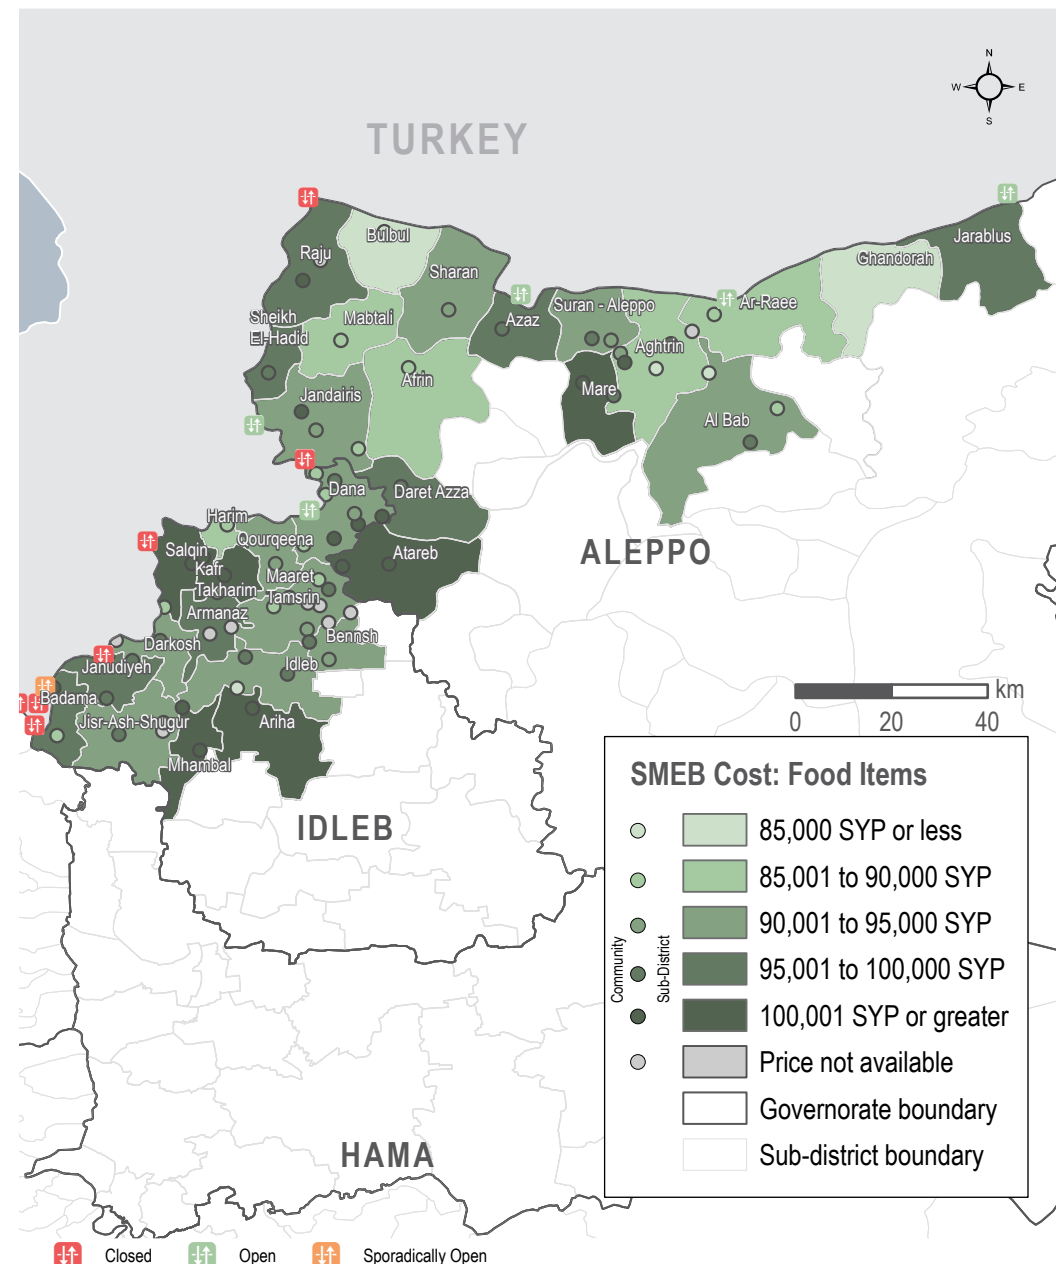 N
W E
S
TURKEY
Bulbul
Raju
Sharan
Jarablus
Ghandorah
Sheikh
El-Hadid
Mabtali
Azaz
Suran - Aleppo
Ar-Raee
Aghtrin
Afrin
Jandairis
Mare
Al Bab
Dana
Daret Azza
Harim
Qourqeena
Salqin
Kafr
Takharim
Maaret
Tamsrin
Atareb
ALEPPO
Armanaz
Darkosh
Bennsh
Janudiyeh
Idleb
Badama
Jisr-Ash-Shugur
Ariha
Mhambal
km
0 20 40
IDLEB
HAMA
SMEB Cost: Food Items
85,000 SYP or less
85,001 to 90,000 SYP
90,001 to 95,000 SYP
95,001 to 100,000 SYP
100,001 SYP or greater
Price not available
Governorate boundary
Sub-district boundary
Community
Sub-District
Closed Open Sporadically Open